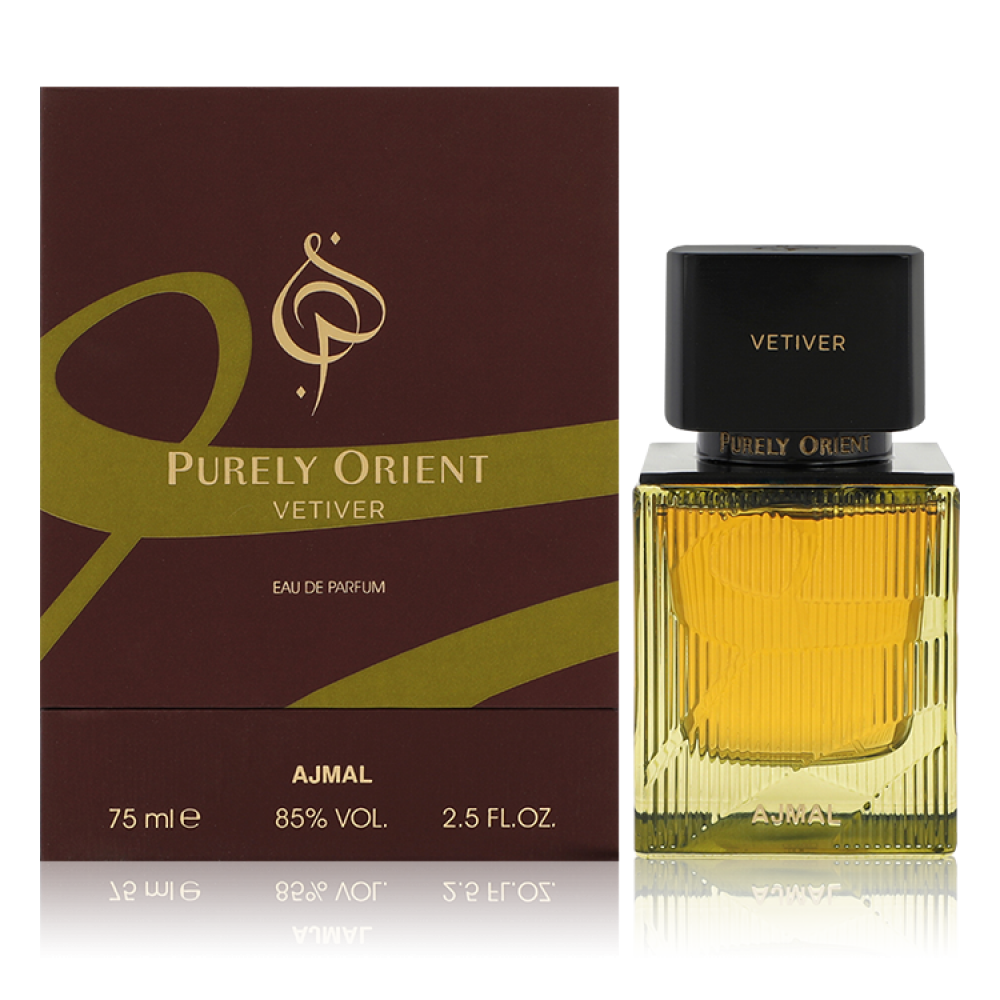 PURELY ORIENT
VETIVER
EAU DE PARFUM
AJMAL
75 ml e 85% VOL. 2.5 FL.OZ.
VETIVER
PURELY ORIENT
AJMAL